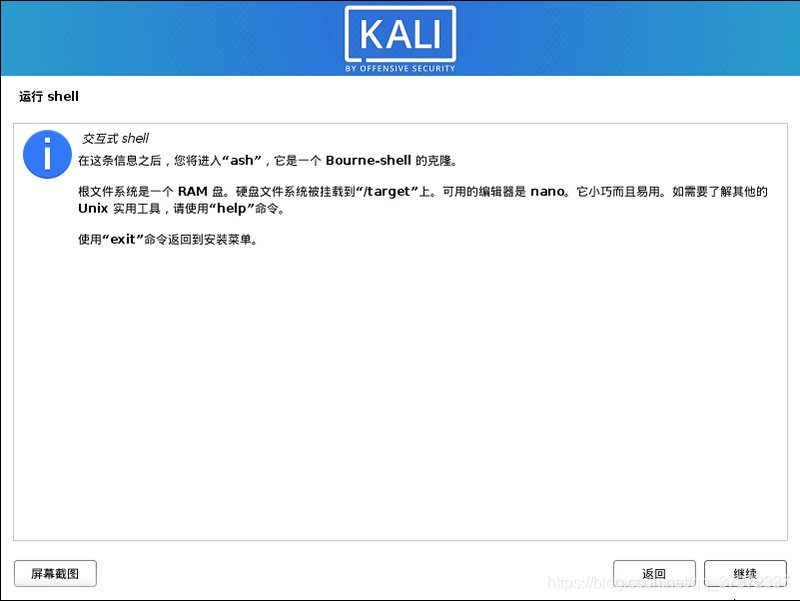 KALI
BY OFFENSIVE SECURITY
运行 shell
交互式 shell
在这条信息之后，您将进入“ash”，它是一个 Bourne-shell 的克隆。
根文件系统是一个 RAM 盘。硬盘文件系统被挂载到“/target”上。可用的编辑器是 nano。它小巧而且易用。如需要了解其他的
Unix 实用工具，请使用“help”命令。
使用“exit”命令返回到安装菜单。
屏幕截图
返回
继续